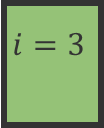 i = 3